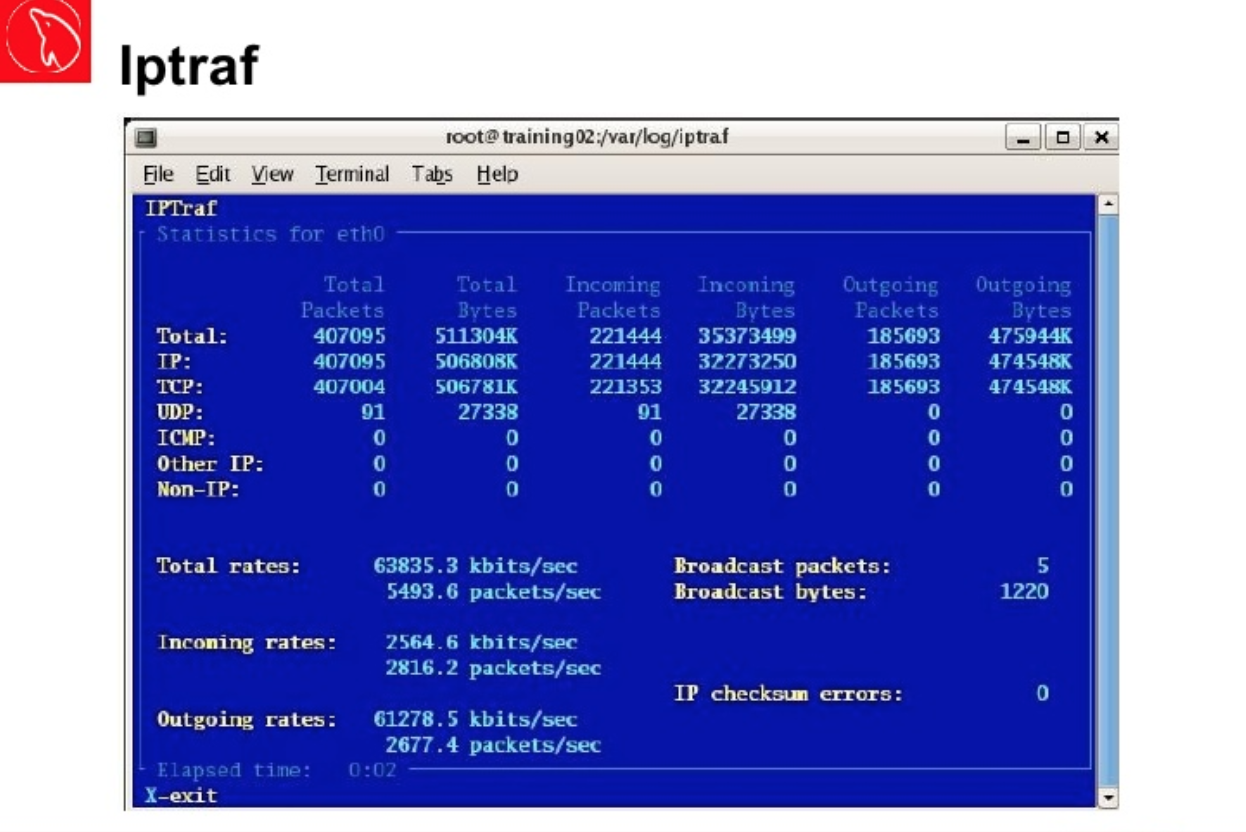 Iptraf
root@training02:/var/log/iptraf
File Edit View Terminal Tabs Help
IPTraf
Statistics for eth0
Total Total Incoming Incoming Outgoing Outgoing
Packets Bytes Packets Bytes Packets Bytes
Total: 407095 511304K 221444 35373499 185693 475944K
IP: 407095 506808K 221444 32273250 185693 474548K
TCP: 407004 506781K 221353 32245912 185693 474548K
UDP: 91 27338 91 27338 0 0
ICMP: 0 0 0 0 0 0
Other IP: 0 0 0 0 0 0
Non-IP: 0 0 0 0 0 0
Total rates: 63835.3 kbits/sec Broadcast packets: 5
5493.6 packets/sec Broadcast bytes: 1220
Incoming rates: 2564.6 kbits/sec
2816.2 packets/sec
IP checksum errors: 0
Outgoing rates: 61278.5 kbits/sec
2677.4 packets/sec
Elapsed time: 0:02
X-exit